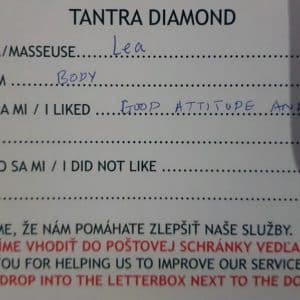 TANTRA DIAMOND
/MASSEUSE Lea
M BODY
A MI / I LIKED GOOD ATTITUDE AN
O SA MI / I DID NOT LIKE
ME, ŽE NÁM POMÁHATE ZLEPŠIŤ NAŠE SLUŽBY.
ÍME VHODIŤ DO POŠTOVEJ SCHRÁNKY VEDĽA
YOU FOR HELPING US TO IMPROVE OUR SERVICE
DROP INTO THE LETTERBOX NEXT TO THE DO